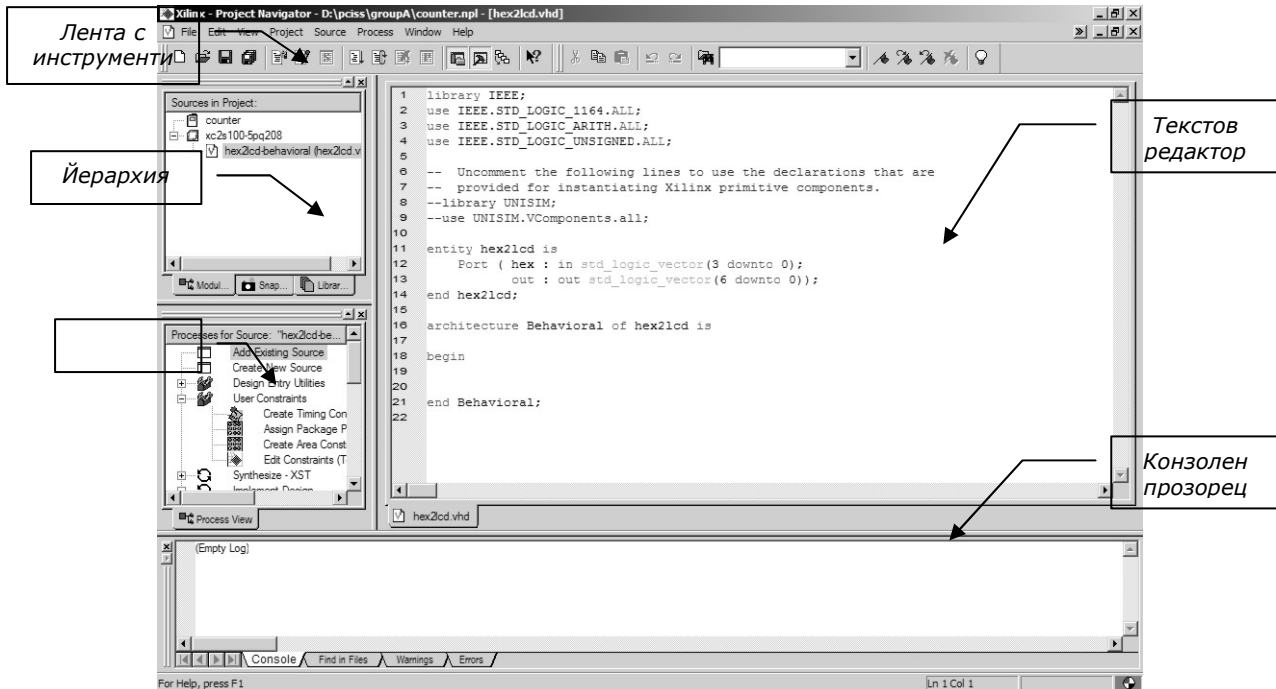 Xilinx - Project Navigator - D:\pciss\groupA\counter.npl - [hex2lcd.vhd]
File Edit View Project Source Process Window Help
Лента с
инструменти
Sources in Project:
counter
xc2s100-5pq208
hex2lcd-behavioral (hex2lcd.v
Йерархия
Modul... Snap... Librar...
Processes for Source: "hex2lcd-be...
Add Existing Source
Create New Source
Design Entry Utilities
User Constraints
Create Timing Con
Assign Package P
Create Area Const
Edit Constraints (T
Synthesize - XST
Implement Design
Process View
1 library IEEE;
2 use IEEE.STD_LOGIC_1164.ALL;
3 use IEEE.STD_LOGIC_ARITH.ALL;
4 use IEEE.STD_LOGIC_UNSIGNED.ALL;
5
6 -- Uncomment the following lines to use the declarations that are
7 -- provided for instantiating Xilinx primitive components.
8 --library UNISIM;
9 --use UNISIM.VComponents.all;
10
11 entity hex2lcd is
12 Port ( hex : in std_logic_vector(3 downto 0);
13 out : out std_logic_vector(6 downto 0));
14 end hex2lcd;
15
16 architecture Behavioral of hex2lcd is
17
18 begin
19
20
21 end Behavioral;
22
hex2lcd.vhd
Текстов
редактор
Конзолен
прозорец
(Empty Log)
Console Find in Files Warnings Errors
For Help, press F1
Ln 1 Col 1